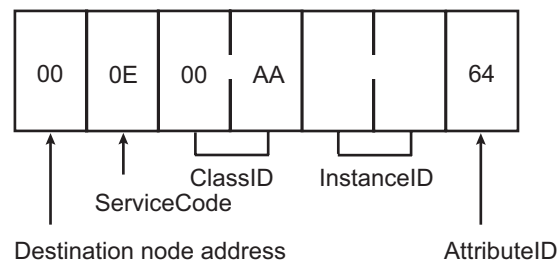 00 0E 00 AA 64
ClassID InstanceID
ServiceCode
Destination node address AttributeID